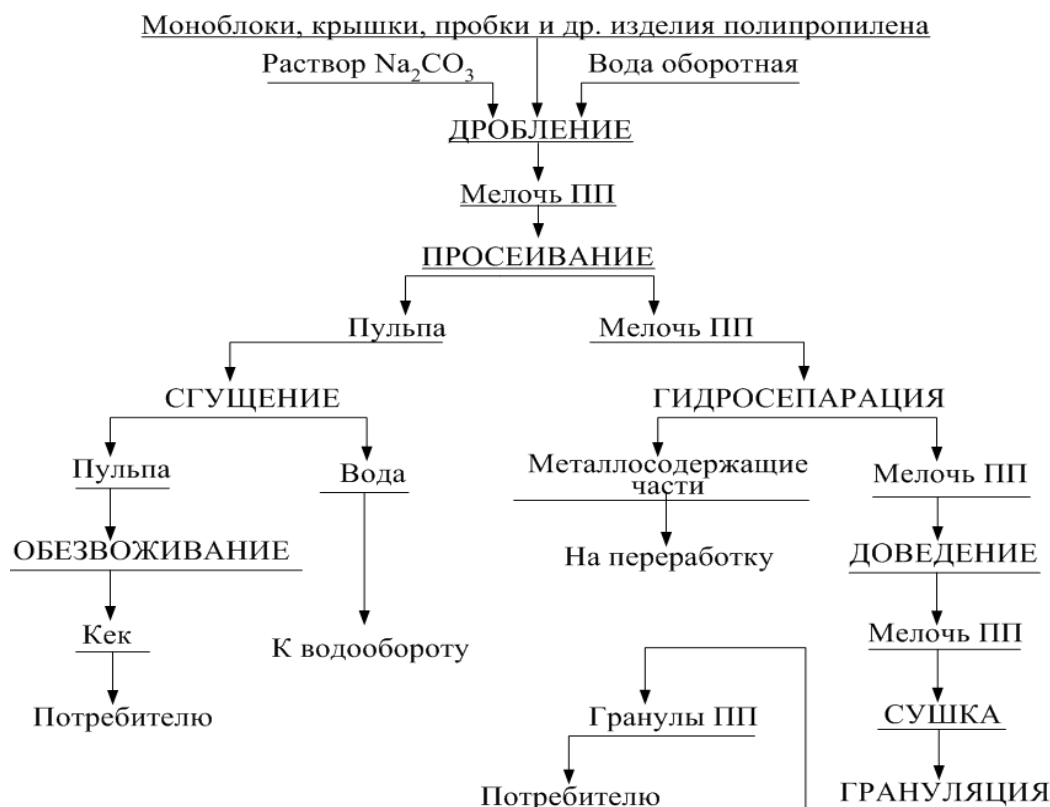 Моноблоки, крышки, пробки и др. изделия полипропилена
Раствор Na₂CO₃
Вода оборотная
ДРОБЛЕНИЕ
Мелочь ПП
ПРОСЕИВАНИЕ
Пульпа
Мелочь ПП
СГУЩЕНИЕ
ГИДРОСЕПАРАЦИЯ
Пульпа
Вода
Металлосодержащие
части
Мелочь ПП
ОБЕЗВОЖИВАНИЕ
На переработку
ДОВЕДЕНИЕ
Кек
К водообороту
Мелочь ПП
Потребителю
Гранулы ПП
СУШКА
Потребителю
ГРАНУЛЯЦИЯ